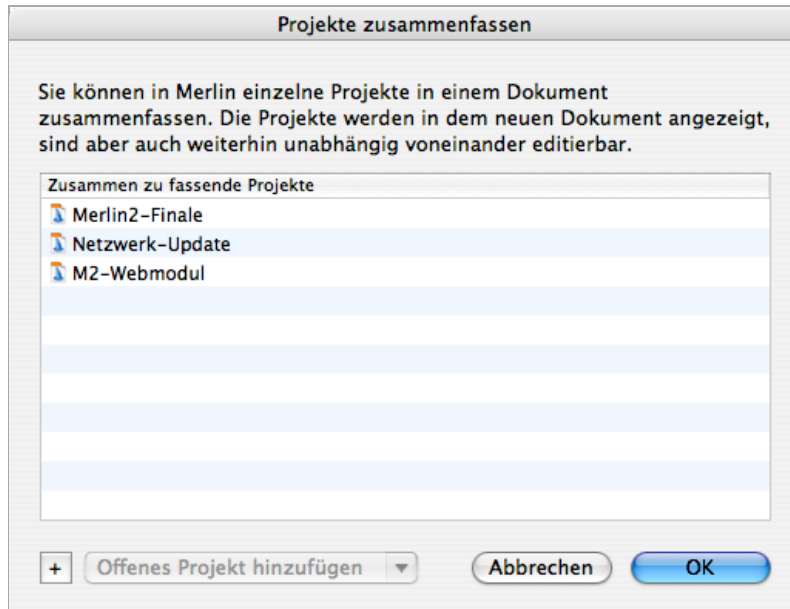 Projekte zusammenfassen
Sie können in Merlin einzelne Projekte in einem Dokument
zusammenfassen. Die Projekte werden in dem neuen Dokument angezeigt,
sind aber auch weiterhin unabhängig voneinander editierbar.
Zusammen zu fassende Projekte
Merlin2-Finale
Netzwerk-Update
M2-Webmodul
+ Offenes Projekt hinzufügen Abbrechen OK